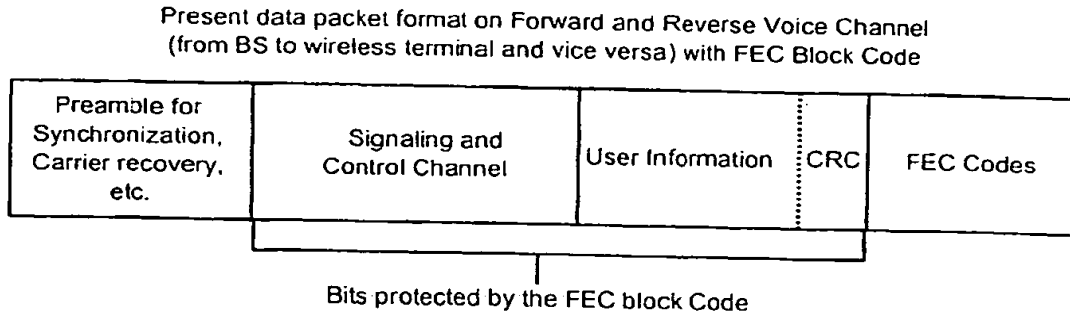 Present data packet format on Forward and Reverse Voice Channel
(from BS to wireless terminal and vice versa) with FEC Block Code
Preamble for
Synchronization,
Carrier recovery,
etc.
Signaling and
Control Channel
User Information
CRC
FEC Codes
Bits protected by the FEC block Code